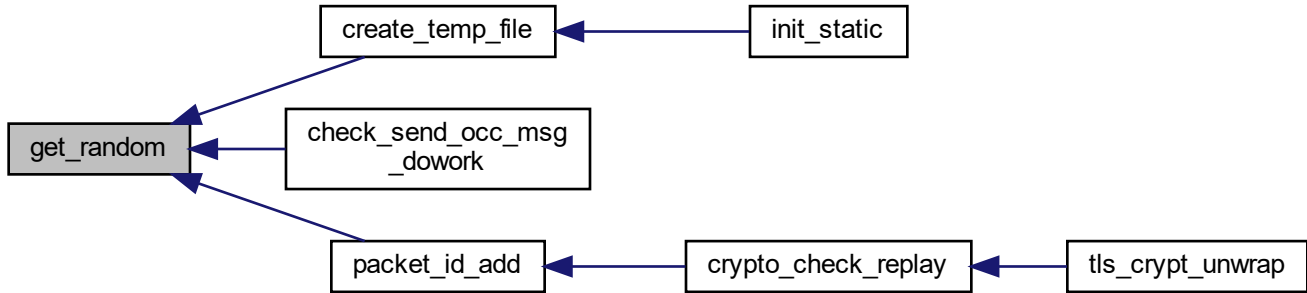 create_temp_file
init_static
get_random
check_send_occ_msg
_dowork
packet_id_add
crypto_check_replay
tls_crypt_unwrap